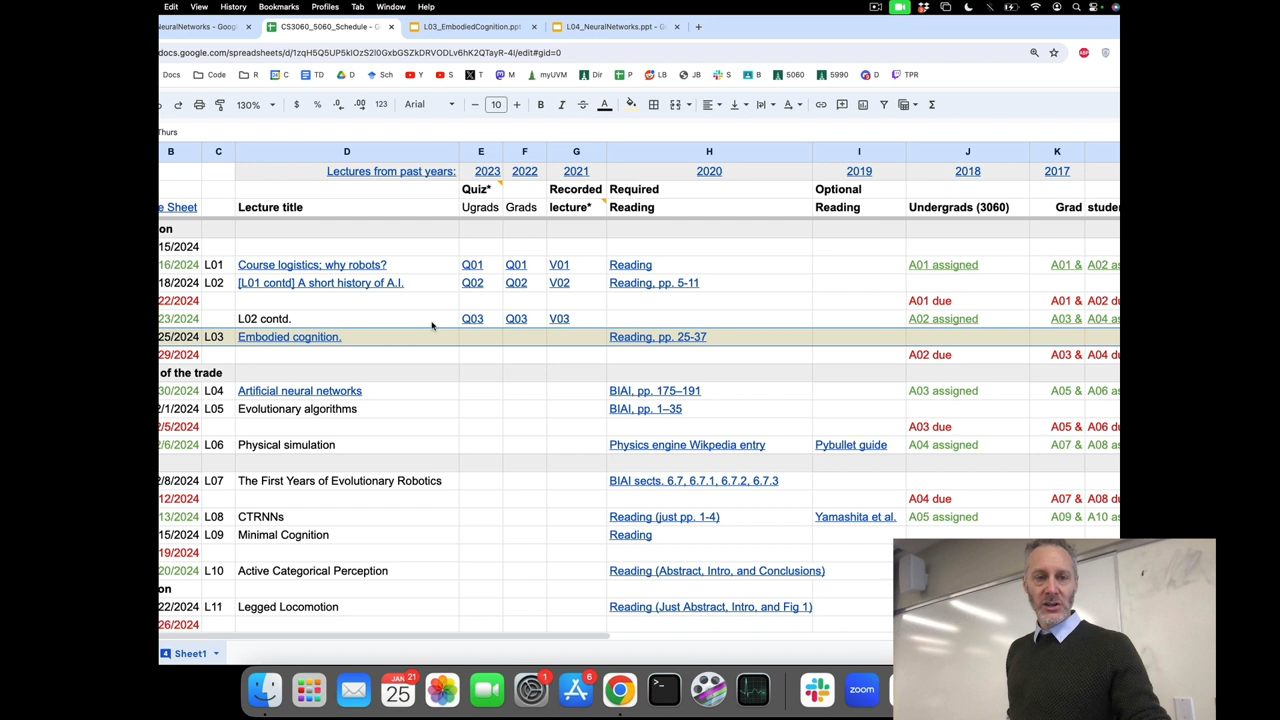 Edit View History Bookmarks Profiles Tab Window Help
NeuralNetworks - Googl CS3060_5060_Schedule - G L03_EmbodiedCognition.ppt L04_NeuralNetworks.ppt - Go
docs.google.com/spreadsheets/d/1zqH5Q5UP5kIOzS2l0GxbGSZkDRVODLv6hK2QTayR-4I/edit#gid=0
Docs Code R C TD D Sch Y S T M myUVM Dir P LB JB S B 5060 5990 D TPR
130% $ % .0 .00 123 Arial 10 B I A
Thurs
B C D E F G H I J K
Lectures from past years: 2023 2022 2021 2020 2019 2018 2017
Quiz* Recorded Required Optional
e Sheet Lecture title Ugrads Grads lecture* Reading Reading Undergrads (3060) Grad studen
on
15/2024
16/2024 L01 Course logistics; why robots? Q01 Q01 V01 Reading A01 assigned A01 & A02 as
18/2024 L02 [L01 contd] A short history of A.I. Q02 Q02 V02 Reading, pp. 5-11
22/2024 A01 due A01 & A02 du
23/2024 L02 contd. Q03 Q03 V03 A02 assigned A03 & A04 as
25/2024 L03 Embodied cognition. Reading, pp. 25-37
29/2024 A02 due A03 & A04 du
of the trade
30/2024 L04 Artificial neural networks BIAI, pp. 175–191 A03 assigned A05 & A06 as
2/1/2024 L05 Evolutionary algorithms BIAI, pp. 1–35
2/5/2024 A03 due A05 & A06 du
2/6/2024 L06 Physical simulation Physics engine Wikpedia entry Pybullet guide A04 assigned A07 & A08 as
2/8/2024 L07 The First Years of Evolutionary Robotics BIAI sects. 6.7, 6.7.1, 6.7.2, 6.7.3
12/2024 A04 due A07 & A08 du
13/2024 L08 CTRNNs Reading (just pp. 1-4) Yamashita et al. A05 assigned A09 & A10 as
15/2024 L09 Minimal Cognition Reading
19/2024
20/2024 L10 Active Categorical Perception Reading (Abstract, Intro, and Conclusions)
on
22/2024 L11 Legged Locomotion Reading (Just Abstract, Intro, and Fig 1)
26/2024
4 Sheet1
JAN 21
25 1 6 zoom